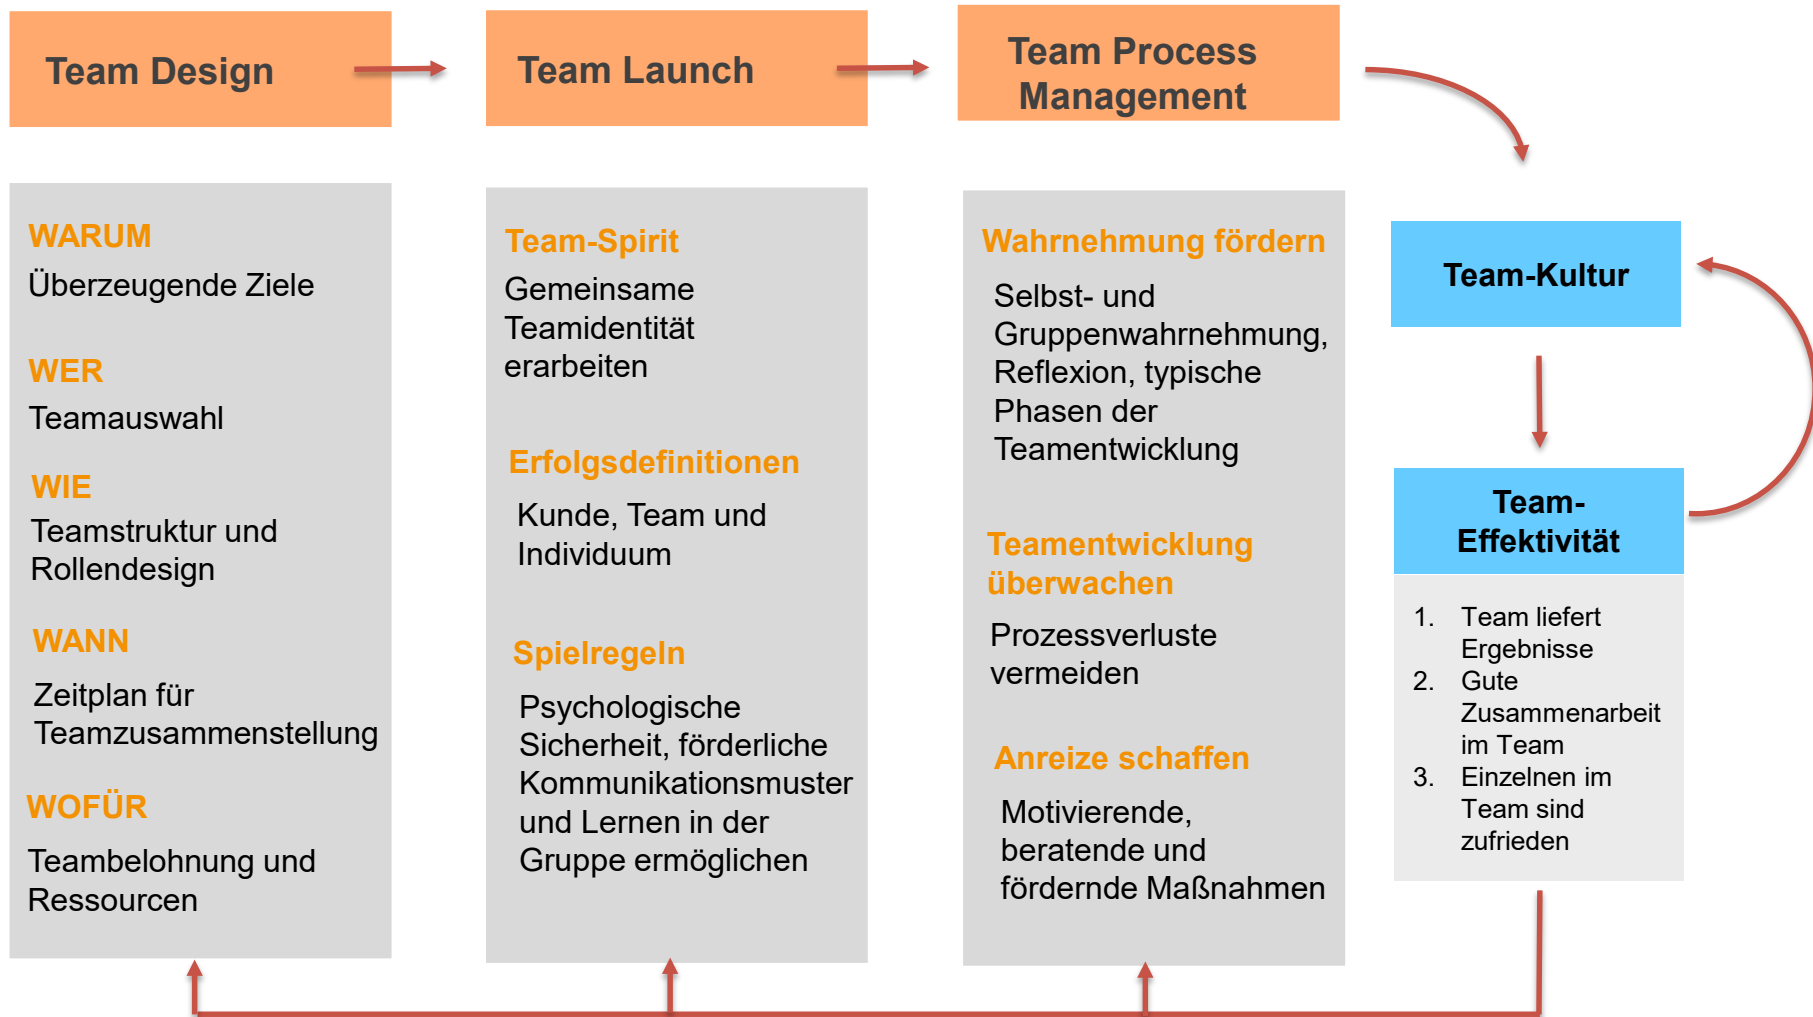 Team Design
Team Launch
Team Process
Management
WARUM
Überzeugende Ziele
WER
Teamauswahl
WIE
Teamstruktur und
Rollendesign
WANN
Zeitplan für
Teamzusammenstellung
WOFÜR
Teambelohnung und
Ressourcen
Team-Spirit
Gemeinsame
Teamidentität
erarbeiten
Erfolgsdefinitionen
Kunde, Team und
Individuum
Spielregeln
Psychologische
Sicherheit, förderliche
Kommunikationsmuster
und Lernen in der
Gruppe ermöglichen
Wahrnehmung fördern
Selbst- und
Gruppenwahrnehmung,
Reflexion, typische
Phasen der
Teamentwicklung
Teamentwicklung
überwachen
Prozessverluste
vermeiden
Anreize schaffen
Motivierende,
beratende und
fördernde Maßnahmen
Team-Kultur
Team-
Effektivität
1. Team liefert
Ergebnisse
2. Gute
Zusammenarbeit
im Team
3. Einzelnen im
Team sind
zufrieden